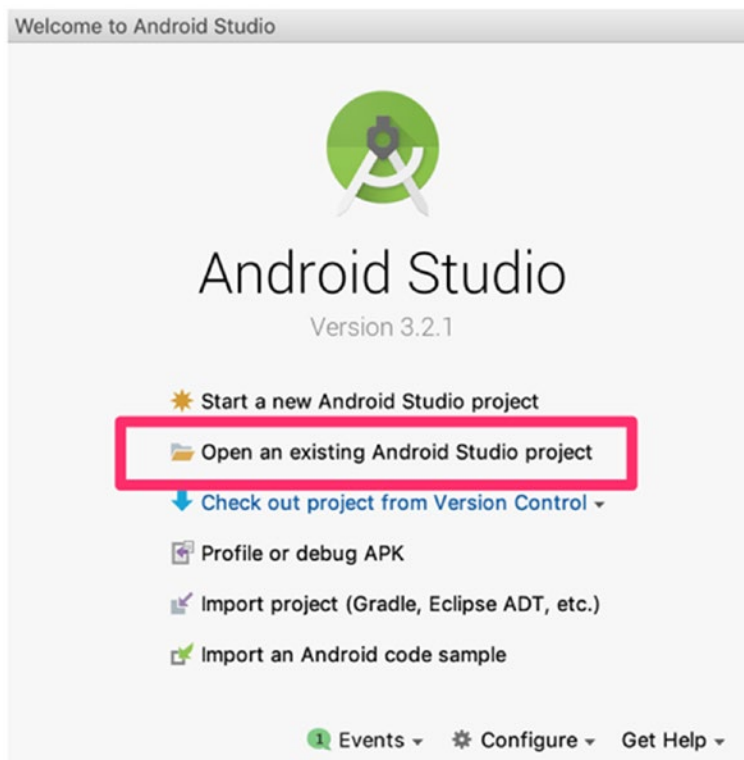 Welcome to Android Studio
Android Studio
Version 3.2.1
Start a new Android Studio project
Open an existing Android Studio project
Check out project from Version Control
Profile or debug APK
Import project (Gradle, Eclipse ADT, etc.)
Import an Android code sample
1 Events Configure Get Help